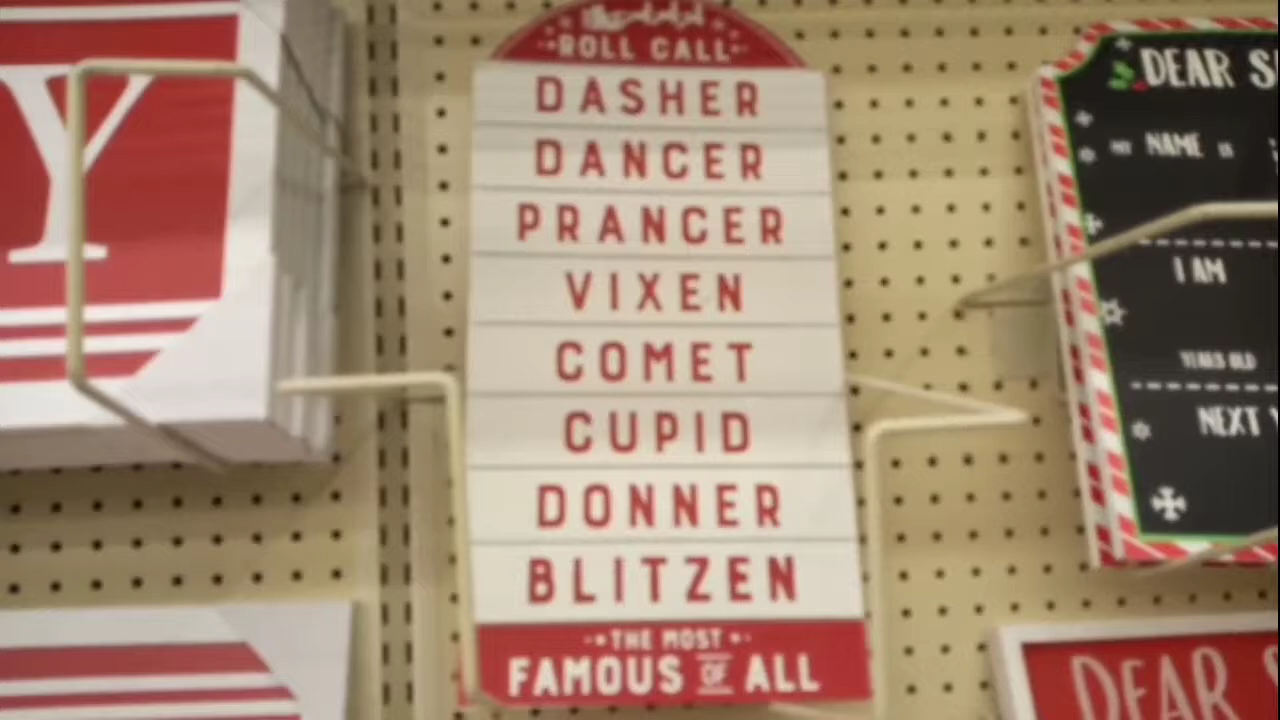 ROLL CALL
DASHER
DANCER
PRANCER
VIXEN
COMET
CUPID
DONNER
BLITZEN
THE MOST
FAMOUS OF ALL
Y
DEAR
NAME
I AM
YEARS OLD
NEXT
DEAR